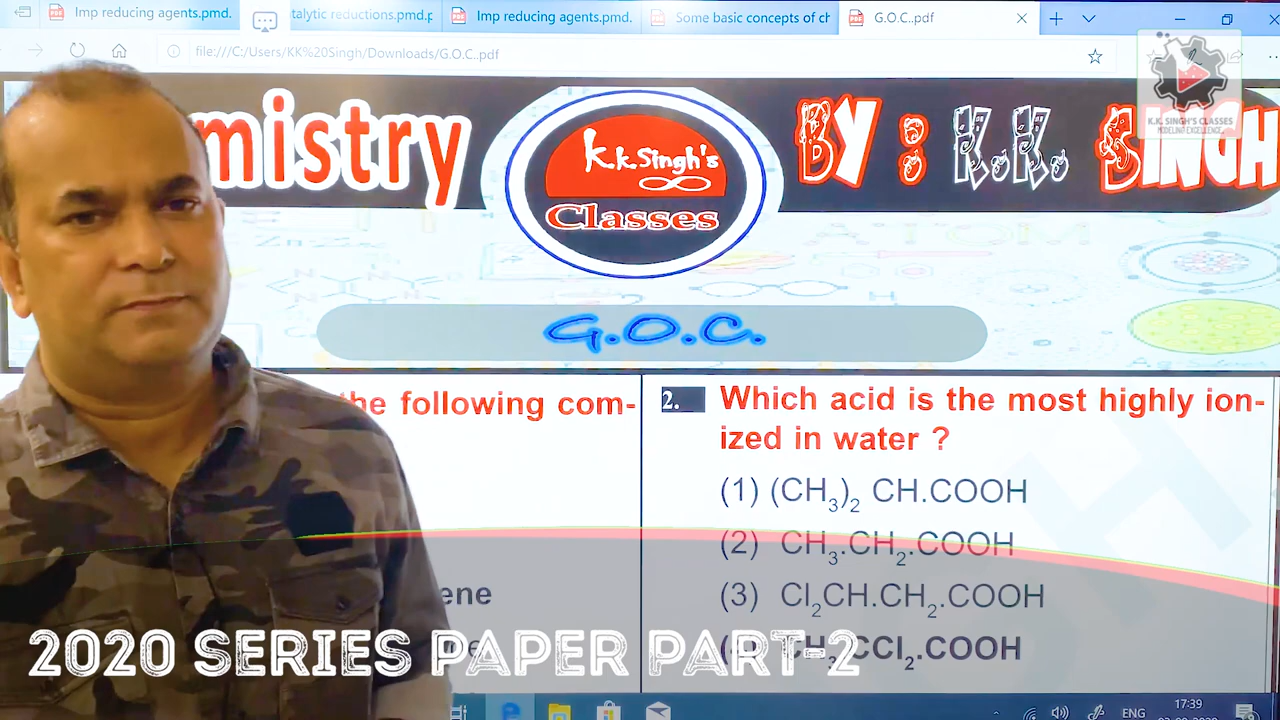 Imp reducing agents.pmd.
talytic reductions.pmd.p
Imp reducing agents.pmd.
Some basic concepts of ch
G.O.C..pdf
file:///C:/Users/KK%20Singh/Downloads/G.O.C..pdf
K.K. SINGH'S CLASSES
MODELING EXCELLENCE
mistry
K.K.Singh's
Classes
BY : K.K. SINGH
G.O.C.
the following com-
2. Which acid is the most highly ion-
ized in water ?
(1) (CH₃)₂ CH.COOH
(2) CH₃.CH₂.COOH
(3) Cl₂CH.CH₂.COOH
CH₃ CCl₂.COOH
ene
2020 SERIES PAPER PART-2
17:39
ENG